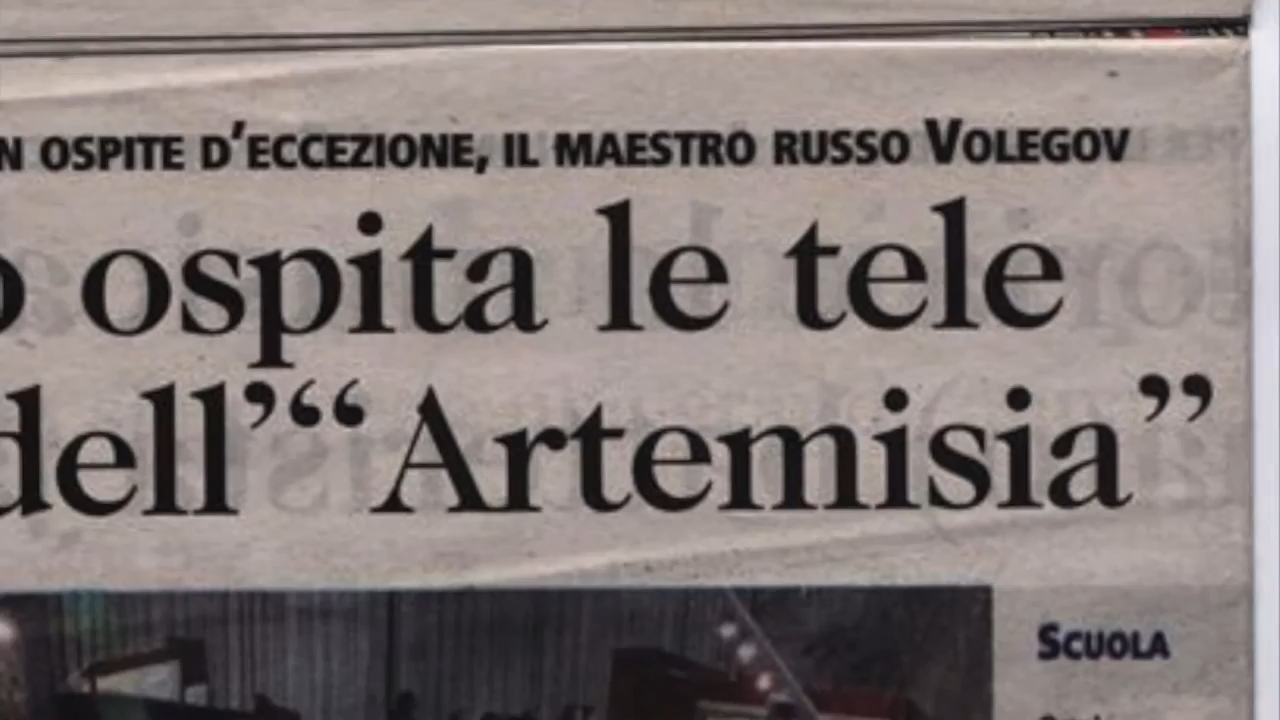 N OSPITE D'ECCEZIONE, IL MAESTRO RUSSO VOLEGOV
o ospita le tele
dell'“Artemisia”
SCUOLA